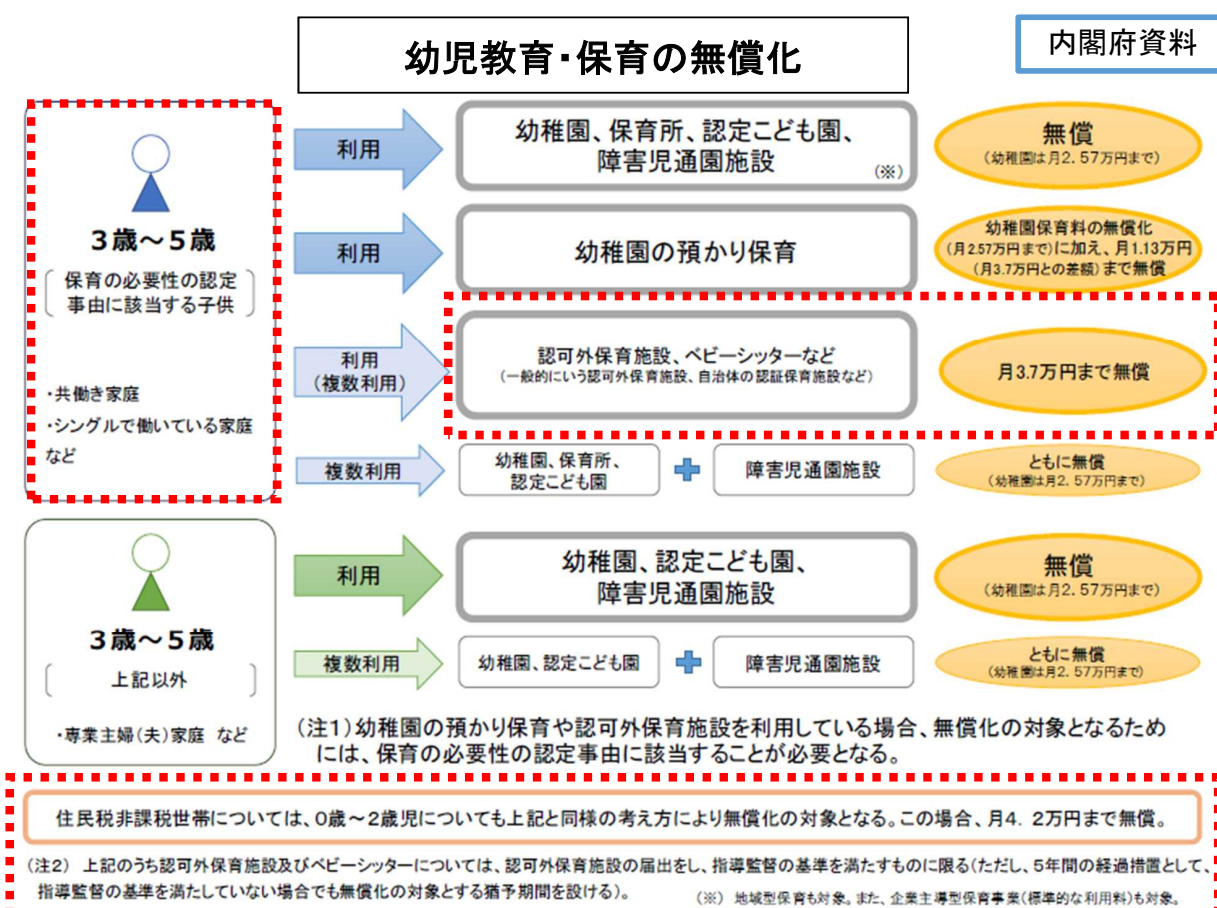 幼児教育・保育の無償化
内閣府資料
3歳～5歳
保育の必要性の認定
事由に該当する子供
・共働き家庭
・シングルで働いている家庭
など
利用
幼稚園、保育所、認定こども園、
障害児通園施設
(※)
無償
(幼稚園は月2.57万円まで)
利用
幼稚園の預かり保育
幼稚園保育料の無償化
(月2.57万円まで)に加え、月1.13万円
(月3.7万円との差額)まで無償
利用
(複数利用)
認可外保育施設、ベビーシッターなど
(一般的にいう認可外保育施設、自治体の認証保育施設など)
月3.7万円まで無償
複数利用
幼稚園、保育所、
認定こども園
障害児通園施設
ともに無償
(幼稚園は月2.57万円まで)
3歳～5歳
上記以外
・専業主婦(夫)家庭 など
利用
幼稚園、認定こども園、
障害児通園施設
無償
(幼稚園は月2.57万円まで)
複数利用
幼稚園、認定こども園
障害児通園施設
ともに無償
(幼稚園は月2.57万円まで)
(注1)幼稚園の預かり保育や認可外保育施設を利用している場合、無償化の対象となるため
には、保育の必要性の認定事由に該当することが必要となる。
住民税非課税世帯については、0歳～2歳児についても上記と同様の考え方により無償化の対象となる。この場合、月4.2万円まで無償。
(注2) 上記のうち認可外保育施設及びベビーシッターについては、認可外保育施設の届出をし、指導監督の基準を満たすものに限る(ただし、5年間の経過措置として、
指導監督の基準を満たしていない場合でも無償化の対象とする猶予期間を設ける)。
(※) 地域型保育も対象。また、企業主導型保育事業(標準的な利用料)も対象。